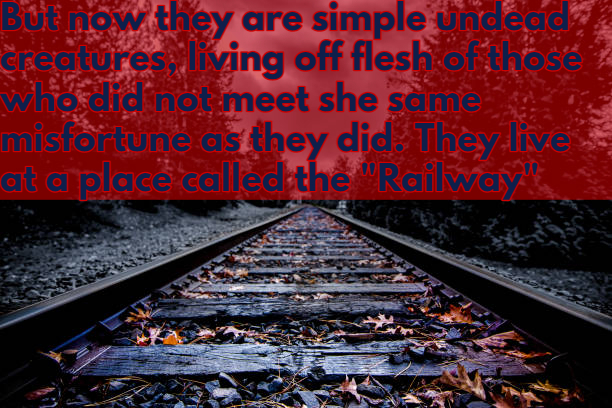 But now they are simple undead
creatures, living off flesh of those
who did not meet she same
misfortune as they did. They live
at a place called the "Railway"